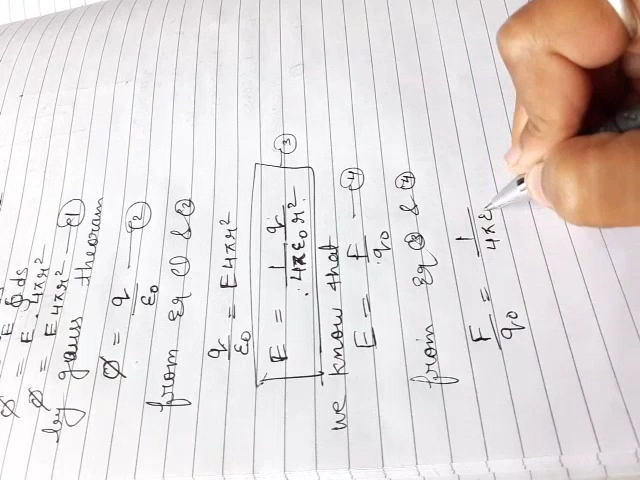 ∅ = E ∮ds
∅ = E. 4πr²
∅ = E4πr² —①
by gauss theoram
∅ = q/ε₀ —②
from Eq ① & ②
q/ε₀ = E4πr²
E = 1/4πε₀ . q/r² —③
we know that
E = F/q₀ —④
from Eq ③ & ④
F/q₀ = 1/4πε